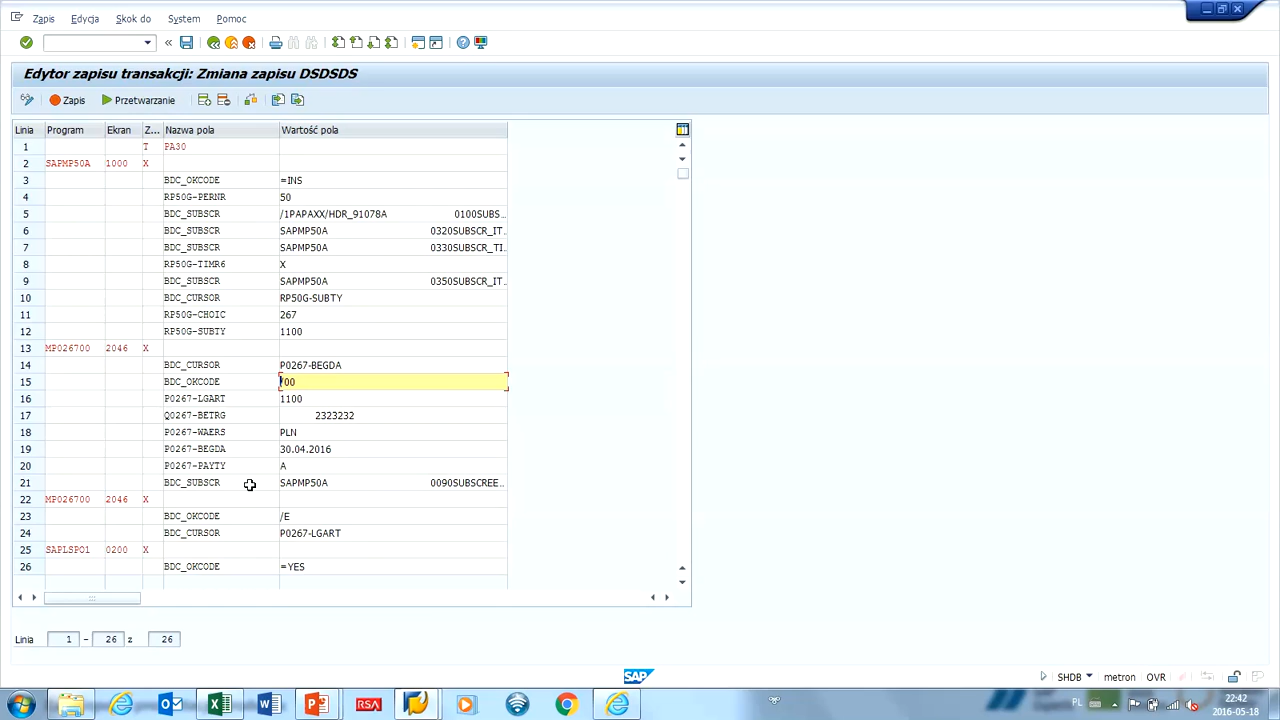 Zapis Edycja Skok do System Pomoc
Edytor zapisu transakcji: Zmiana zapisu DSDSDS
Zapis Przetwarzanie
Linia Program Ekran Z... Nazwa pola Wartość pola
1 T PA30
2 SAPMP50A 1000 X
3 BDC_OKCODE =INS
4 RP50G-PERNR 50
5 BDC_SUBSCR /1PAPAXX/HDR_91078A 0100SUBS...
6 BDC_SUBSCR SAPMP50A 0320SUBSCR_IT...
7 BDC_SUBSCR SAPMP50A 0330SUBSCR_TI...
8 RP50G-TIMR6 X
9 BDC_SUBSCR SAPMP50A 0350SUBSCR_IT...
10 BDC_CURSOR RP50G-SUBTY
11 RP50G-CHOIC 267
12 RP50G-SUBTY 1100
13 MP026700 2046 X
14 BDC_CURSOR P0267-BEGDA
15 BDC_OKCODE /00
16 P0267-LGART 1100
17 Q0267-BETRG 2323232
18 P0267-WAERS PLN
19 P0267-BEGDA 30.04.2016
20 P0267-PAYTY A
21 BDC_SUBSCR SAPMP50A 0090SUBSCREE...
22 MP026700 2046 X
23 BDC_OKCODE /E
24 BDC_CURSOR P0267-LGART
25 SAPLSPO1 0200 X
26 BDC_OKCODE =YES
Linia 1 - 26 z 26
SAP
SHDB metron OVR
RSA
PL
22:42
2016-05-18